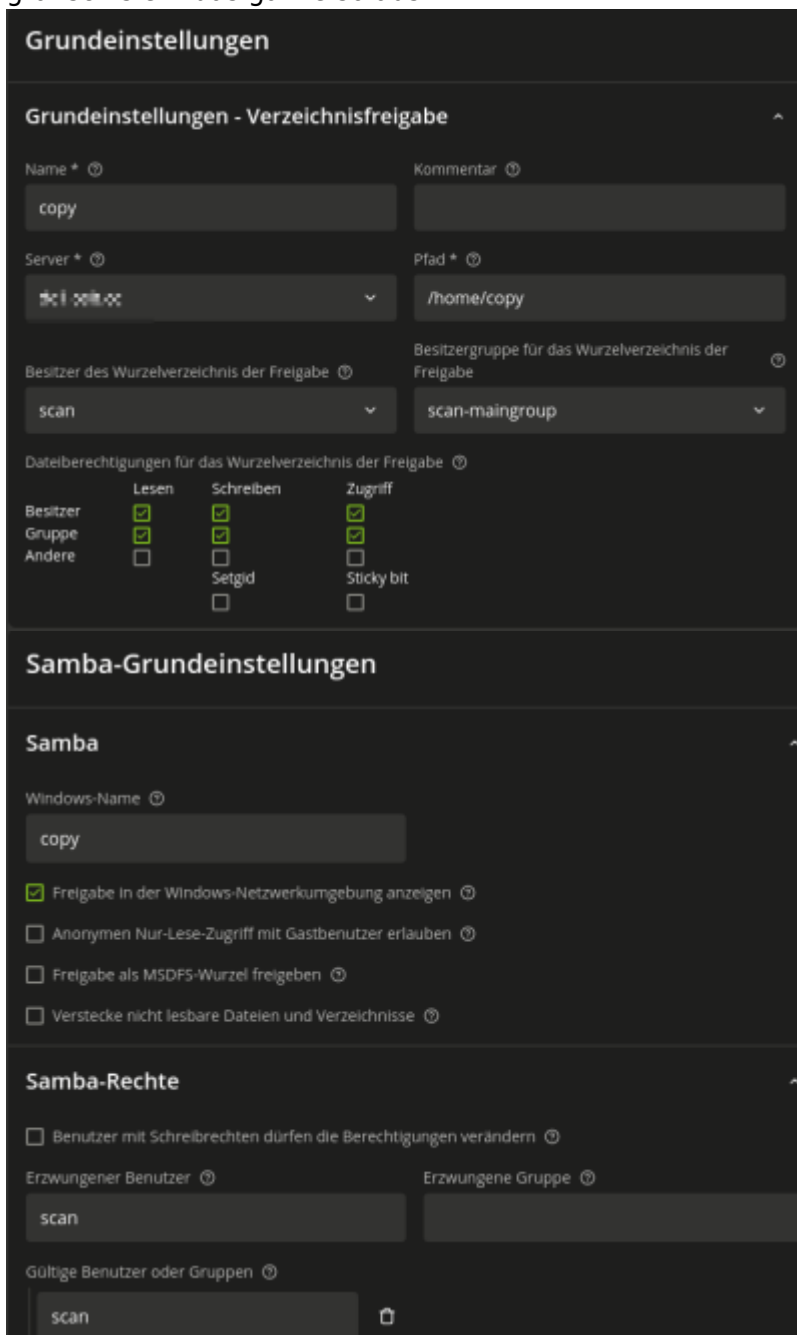 Grundeinstellungen
Grundeinstellungen - Verzeichnisfreigabe
Name * Kommentar
copy
Server * Pfad *
/home/copy
Besitzer des Wurzelverzeichnis der Freigabe Besitzergruppe für das Wurzelverzeichnis der Freigabe
scan scan-maingroup
Dateiberechtigungen für das Wurzelverzeichnis der Freigabe
Lesen Schreiben Zugriff
Besitzer
Gruppe
Andere
Setgid Sticky bit
Samba-Grundeinstellungen
Samba
Windows-Name
copy
Freigabe in der Windows-Netzwerkumgebung anzeigen
Anonymen Nur-Lese-Zugriff mit Gastbenutzer erlauben
Freigabe als MSDFS-Wurzel freigeben
Verstecke nicht lesbare Dateien und Verzeichnisse
Samba-Rechte
Benutzer mit Schreibrechten dürfen die Berechtigungen verändern
Erzwungener Benutzer Erzwungene Gruppe
scan
Gültige Benutzer oder Gruppen
scan